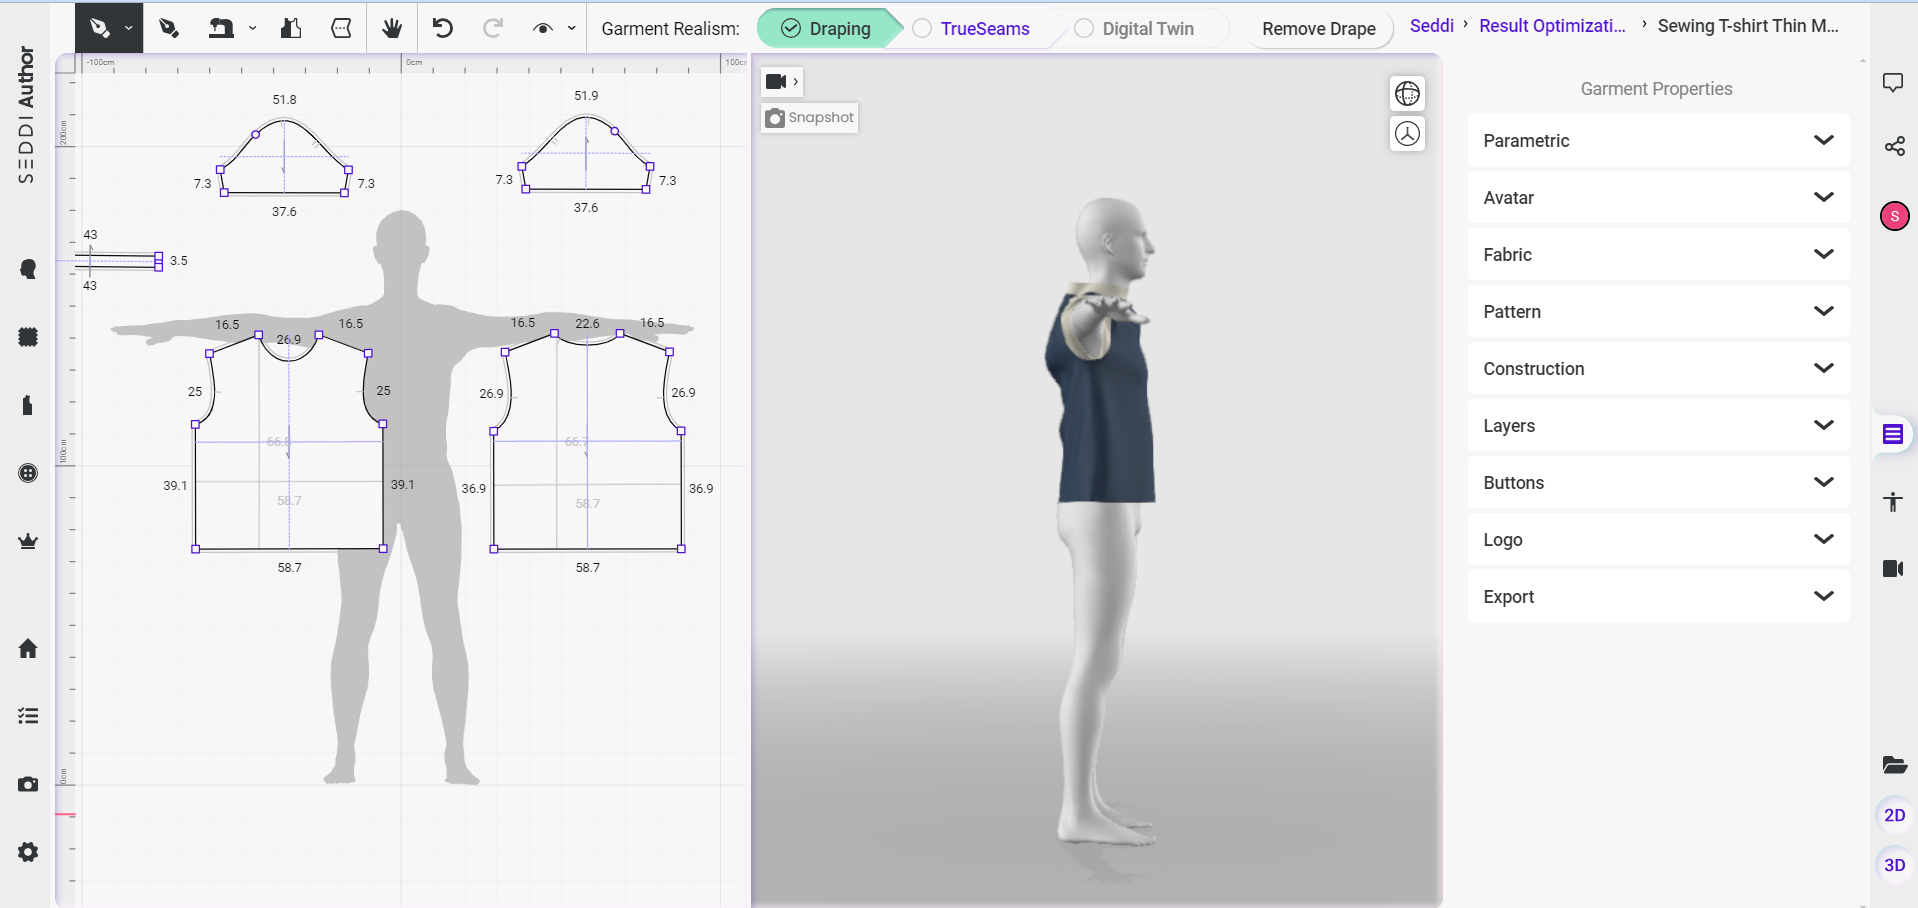 SEDDI Author
Garment Realism:
Draping
TrueSeams
Digital Twin
Remove Drape
Seddi › Result Optimizati... › Sewing T-shirt Thin M...
-100cm
0cm
100cm
200cm
100cm
0cm
51.8
7.3
7.3
37.6
51.9
7.3
7.3
37.6
43
3.5
43
16.5
26.9
16.5
25
25
66.8
39.1
39.1
58.7
58.7
16.5
22.6
16.5
26.9
26.9
66.7
36.9
36.9
58.7
58.7
Snapshot
Garment Properties
Parametric
Avatar
Fabric
Pattern
Construction
Layers
Buttons
Logo
Export
S
2D
3D